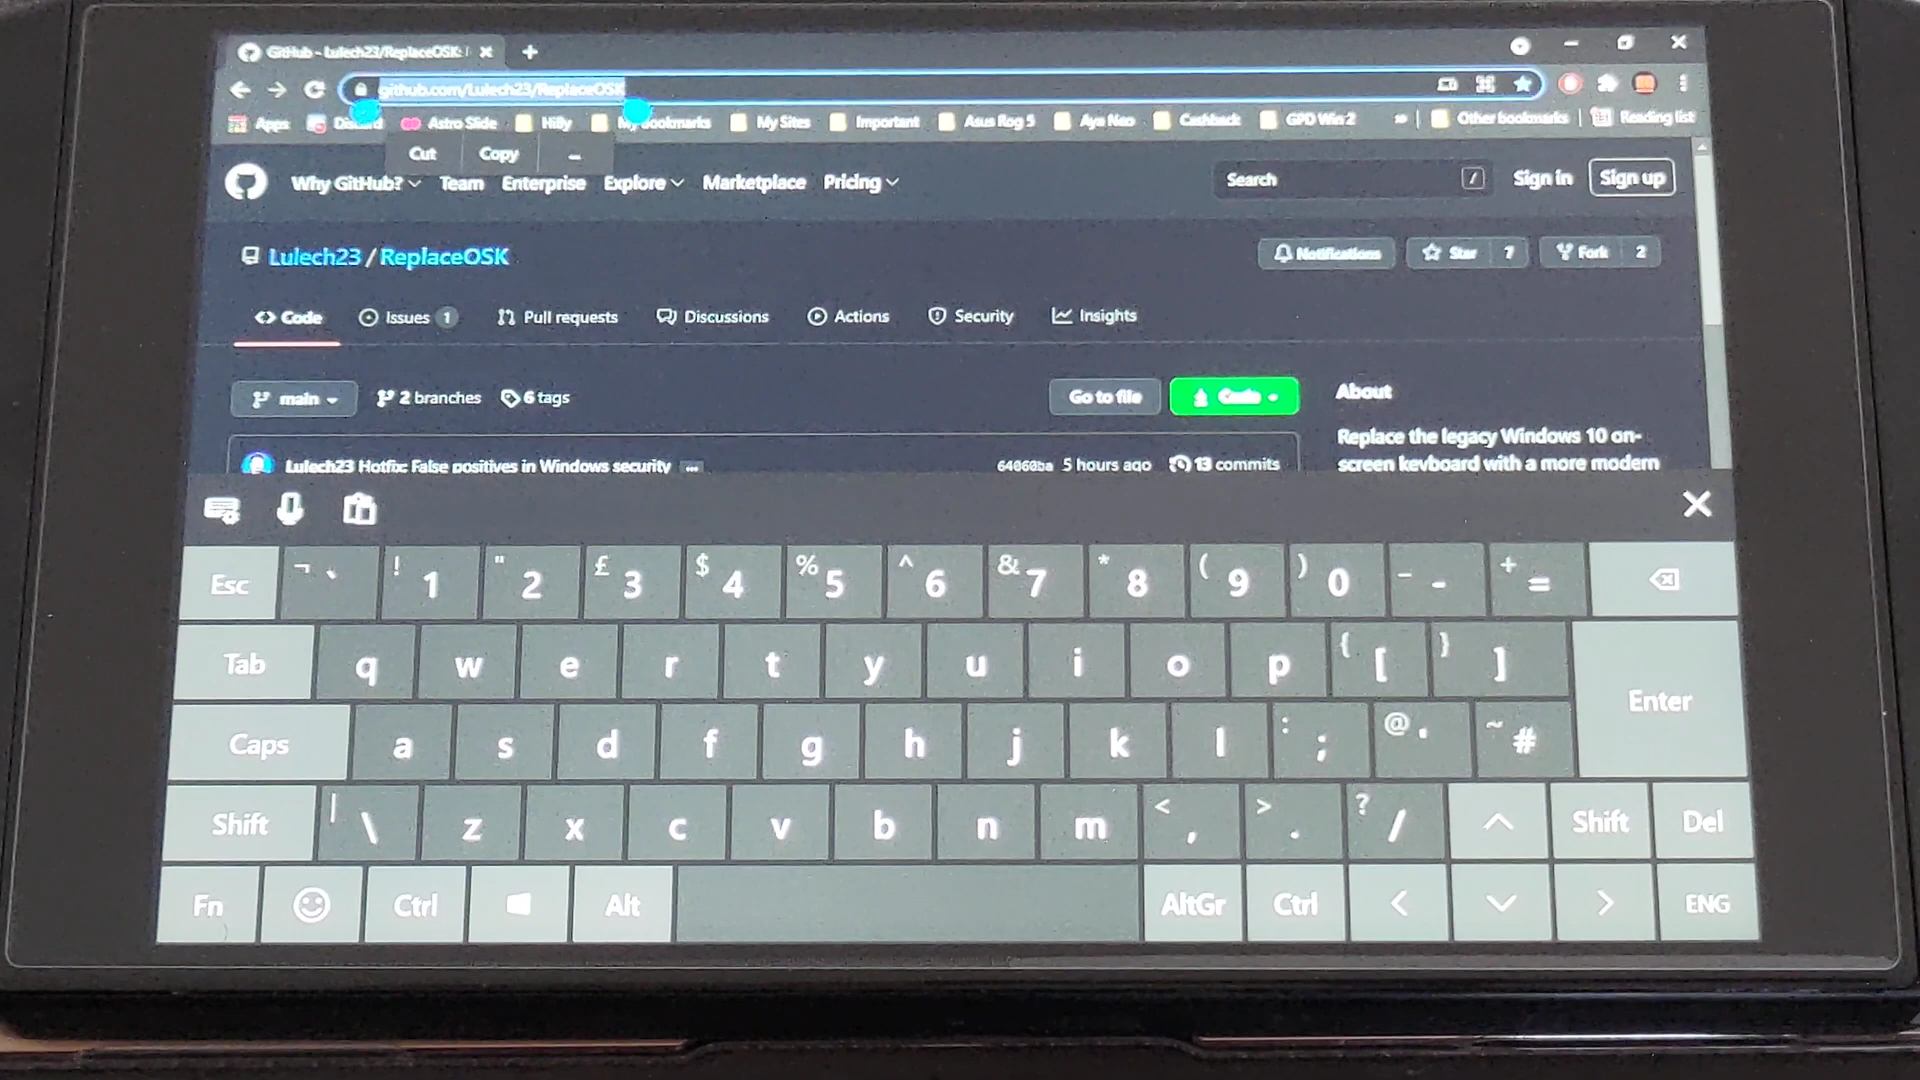 GitHub - Lulech23/ReplaceOSK:
github.com/Lulech23/ReplaceOSK
Apps Discord Astro Slide Hilly My Bookmarks My Sites Important Asus Rog 5 Aya Neo Cashback GPD Win 2 » Other bookmarks Reading list
Cut Copy ...
Why GitHub? Team Enterprise Explore Marketplace Pricing Search / Sign in Sign up
Lulech23 / ReplaceOSK Notifications Star 7 Fork 2
<> Code Issues 1 Pull requests Discussions Actions Security Insights
main 2 branches 6 tags Go to file Code About
Lulech23 Hotfix: False positives in Windows security ... 64060ba 5 hours ago 13 commits
Replace the legacy Windows 10 on-
screen keyboard with a more modern
Esc ¬ ` ! 1 " 2 £ 3 $ 4 % 5 ^ 6 & 7 * 8 ( 9 ) 0 _ - + =
Tab q w e r t y u i o p { [ } ]
Enter
Caps a s d f g h j k l : ; @ ' ~ #
Shift | \ z x c v b n m < , > . ? / Shift Del
Fn Ctrl Alt AltGr Ctrl ENG